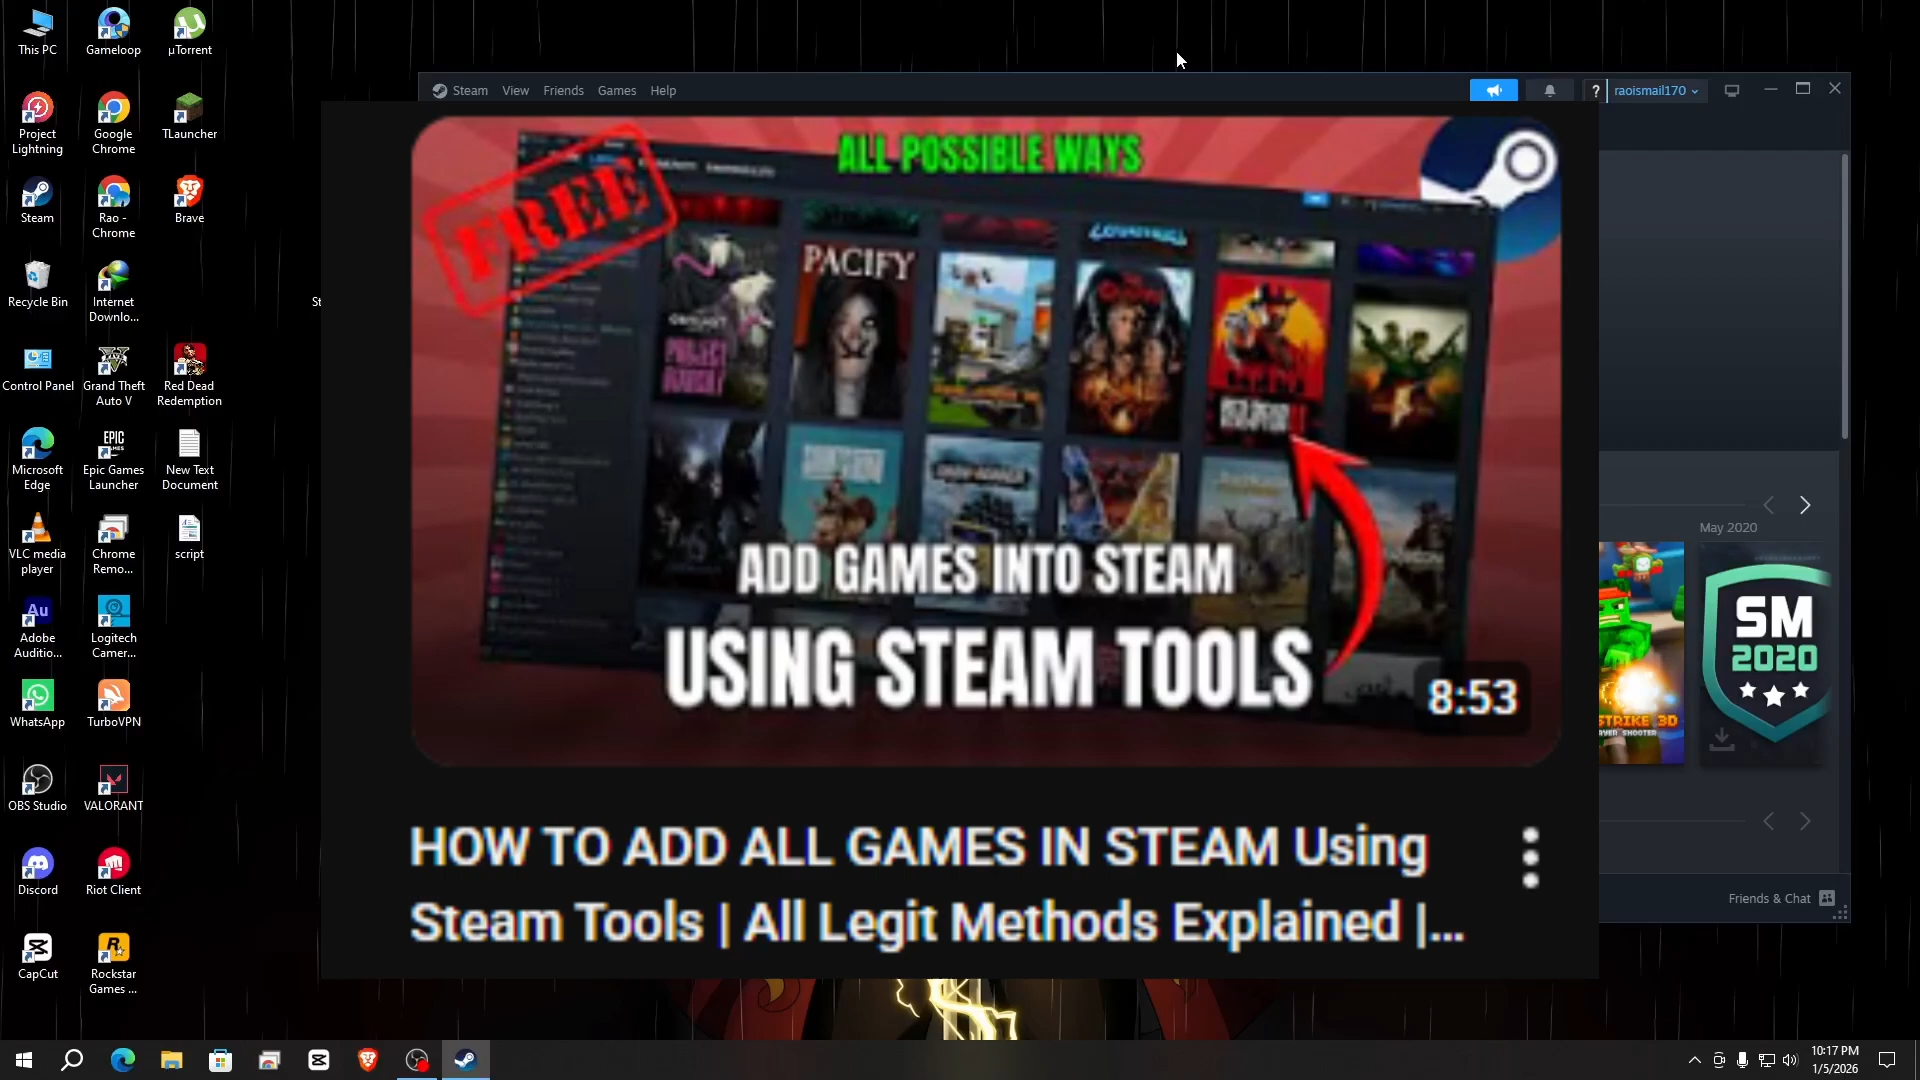 This PC
Gameloop
µTorrent
Project
Lightning
Google
Chrome
TLauncher
Steam
Rao -
Chrome
Brave
Recycle Bin
Internet
Downlo...
St
Control Panel
Grand Theft
Auto V
Red Dead
Redemption
Microsoft
Edge
EPIC
GAMES
Epic Games
Launcher
New Text
Document
VLC media
player
Chrome
Remo...
script
Au
Adobe
Auditio...
Logitech
Camer...
WhatsApp
TurboVPN
OBS Studio
VALORANT
Discord
Riot Client
CapCut
Rockstar
Games ...
Steam View Friends Games Help
? raoismail170
FREE
ALL POSSIBLE WAYS
PACIFY
ADD GAMES INTO STEAM
USING STEAM TOOLS
8:53
HOW TO ADD ALL GAMES IN STEAM Using
Steam Tools | All Legit Methods Explained |...
May 2020
STRIKE 3D
SM
2020
Friends & Chat
10:17 PM
1/5/2026